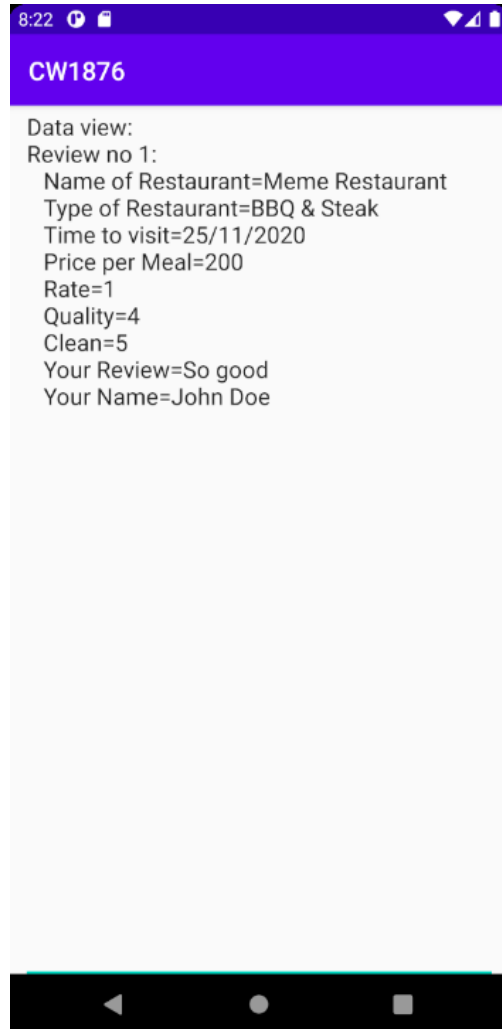 8:22
CW1876
Data view:
Review no 1:
Name of Restaurant=Meme Restaurant
Type of Restaurant=BBQ & Steak
Time to visit=25/11/2020
Price per Meal=200
Rate=1
Quality=4
Clean=5
Your Review=So good
Your Name=John Doe